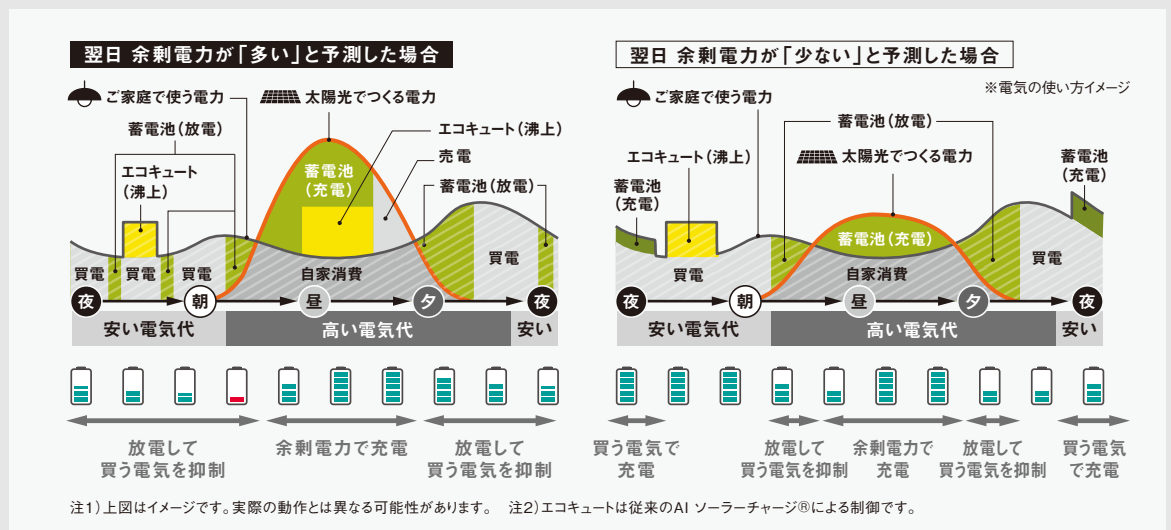 翌日 余剰電力が「多い」と予測した場合
ご家庭で使う電力
太陽光でつくる電力
蓄電池(放電)
エコキュート(沸上)
エコキュート
(沸上)
売電
蓄電池
(充電)
蓄電池(放電)
買電
買電
買電
自家消費
買電
夜
朝
昼
夕
夜
安い電気代
高い電気代
安い
放電して
買う電気を抑制
余剰電力で充電
放電して
買う電気を抑制
翌日 余剰電力が「少ない」と予測した場合
※電気の使い方イメージ
ご家庭で使う電力
蓄電池(放電)
エコキュート(沸上)
太陽光でつくる電力
蓄電池
(充電)
蓄電池
(充電)
蓄電池(充電)
買電
自家消費
買電
夜
朝
昼
夕
夜
安い電気代
高い電気代
安い
買う電気で
充電
放電して
買う電気を抑制
余剰電力で
充電
放電して
買う電気を抑制
買う電気
で充電
注1)上図はイメージです。実際の動作とは異なる可能性があります。 注2)エコキュートは従来のAI ソーラーチャージ®による制御です。